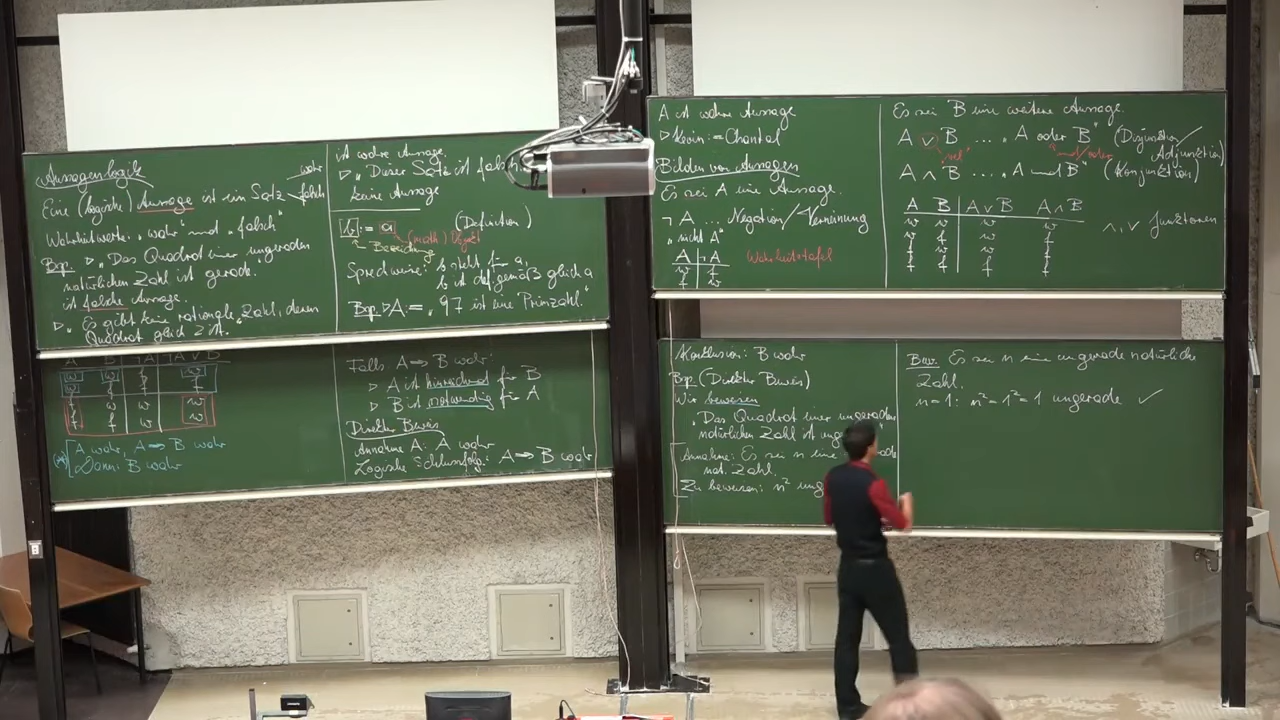 Aussagenlogik
wahr
Eine (logische) Aussage ist ein Satz falsch
Wahrheitswerte: "wahr" und "falsch"
Bsp. ▷ "Das Quadrat einer ungeraden
natürlichen Zahl ist gerade.
ist falsche Aussage.
▷ "Es gibt keine rationale Zahl, deren
Quadrat gleich 2 ist."
ist wahre Aussage
▷ "Dieser Satz ist falsch
keine Aussage
b := a (Definition)
(math.) Objekt
Bezeichnung
Sprechweise: b steht für a,
b ist def.gemäß gleich a
Bsp. ▷ A := "97 ist eine Primzahl."
A B ¬A ¬A ∨ B
w w f w
w f f f
f w w w
f f w w
(*) A wahr, A ⇒ B wahr
Dann: B wahr
Falls A ⇒ B wahr:
▷ A ist hinreichend für B
▷ B ist notwendig für A
Direkter Beweis
Annahme A: A wahr
Logische Schlussfolg.: A ⇒ B wahr
A ist wahre Aussage
▷ Kevin := Chantal
Bilden von Aussagen
Es sei A eine Aussage.
¬A ... Negation/Verneinung
"nicht A"
A ¬A Wahrheitstafel
w f
f w
Es sei B eine weitere Aussage.
A ∨ B .... "A oder B" (Disjunktion
"vel" und/oder Adjunktion)
A ∧ B .... "A und B" (Konjunktion)
A B A∨B A∧B
∧, ∨ Junktoren
w w w w
w f w f
f w w f
f f f f
Konklusion: B wahr
Bsp. (Direkter Beweis)
Wir beweisen
"Das Quadrat einer ungeraden
natürlichen Zahl ist
Annahme: Es sei n eine
nat. Zahl.
Zu beweisen: n²
Bew. Es sei n eine ungerade natürliche
Zahl.
n=1: n²=1²=1 ungerade ✓